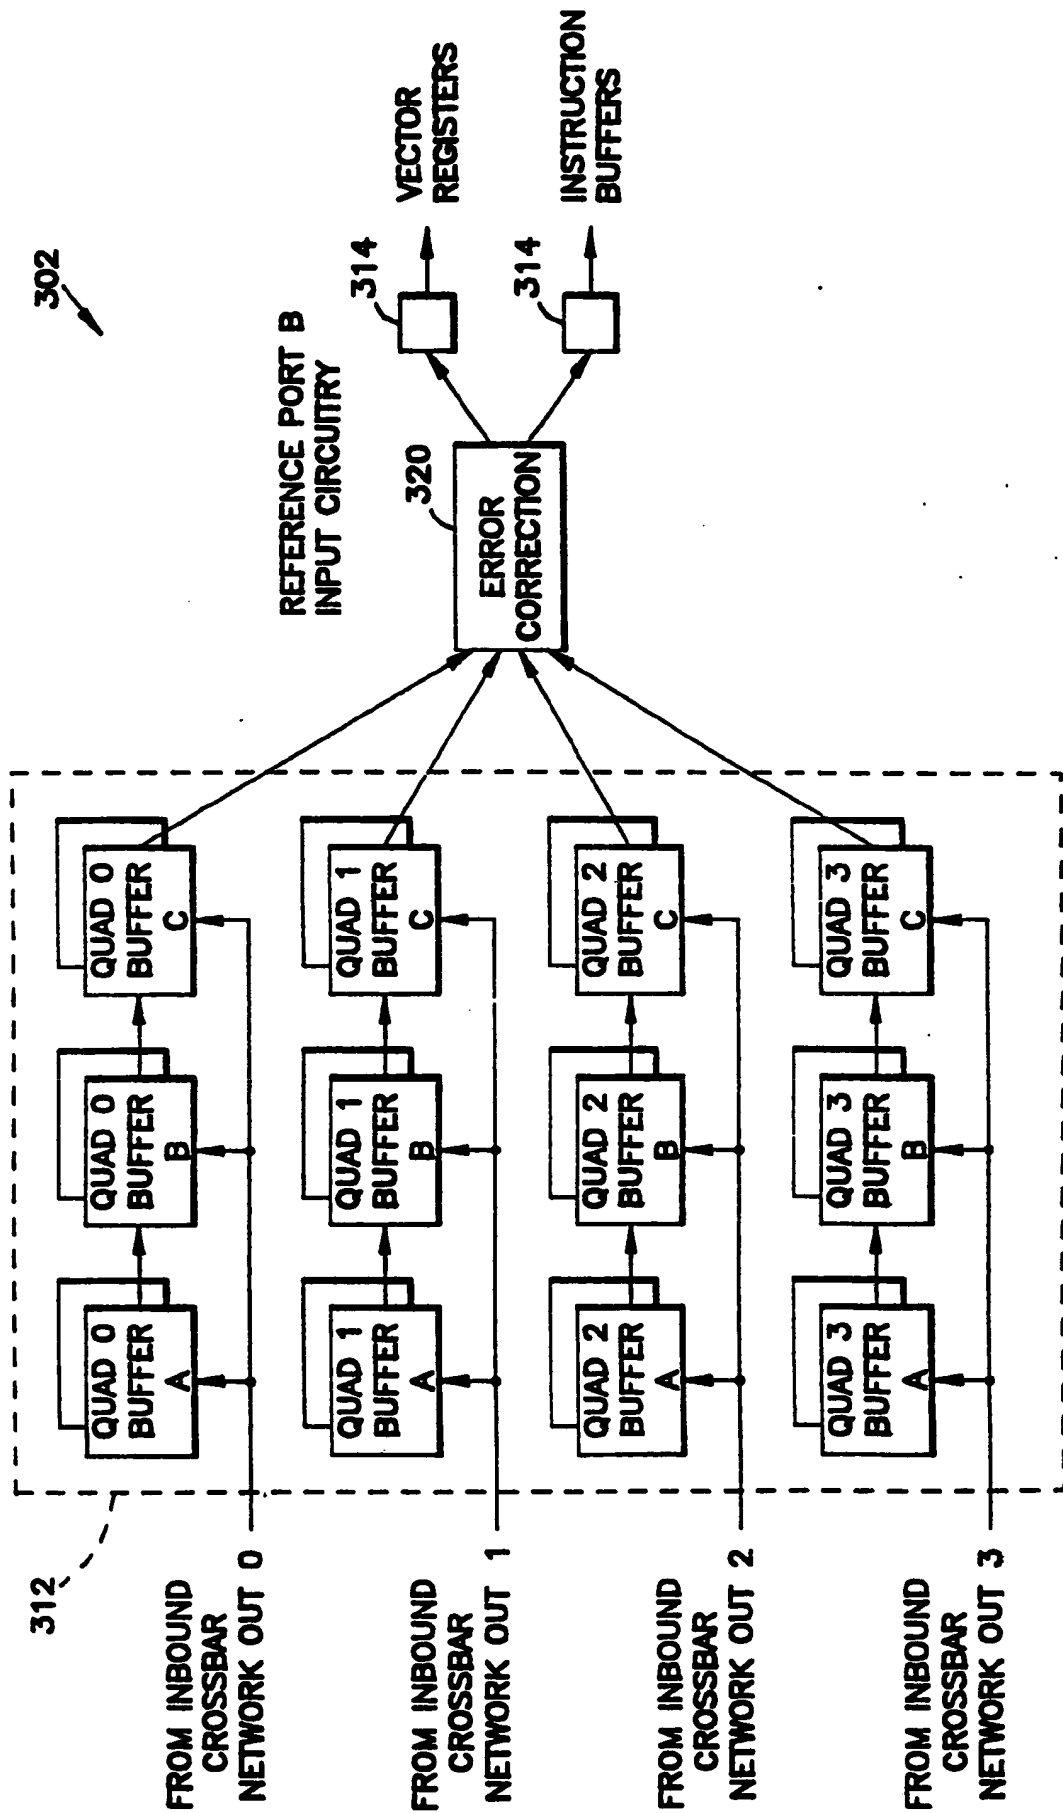 302
REFERENCE PORT B
INPUT CIRCUITRY
312
FROM INBOUND
CROSSBAR
NETWORK OUT 0
QUAD 0
BUFFER
A
QUAD 0
BUFFER
B
QUAD 0
BUFFER
C
FROM INBOUND
CROSSBAR
NETWORK OUT 1
QUAD 1
BUFFER
A
QUAD 1
BUFFER
B
QUAD 1
BUFFER
C
FROM INBOUND
CROSSBAR
NETWORK OUT 2
QUAD 2
BUFFER
A
QUAD 2
BUFFER
B
QUAD 2
BUFFER
C
FROM INBOUND
CROSSBAR
NETWORK OUT 3
QUAD 3
BUFFER
A
QUAD 3
BUFFER
B
QUAD 3
BUFFER
C
320
ERROR
CORRECTION
314
VECTOR
REGISTERS
314
INSTRUCTION
BUFFERS